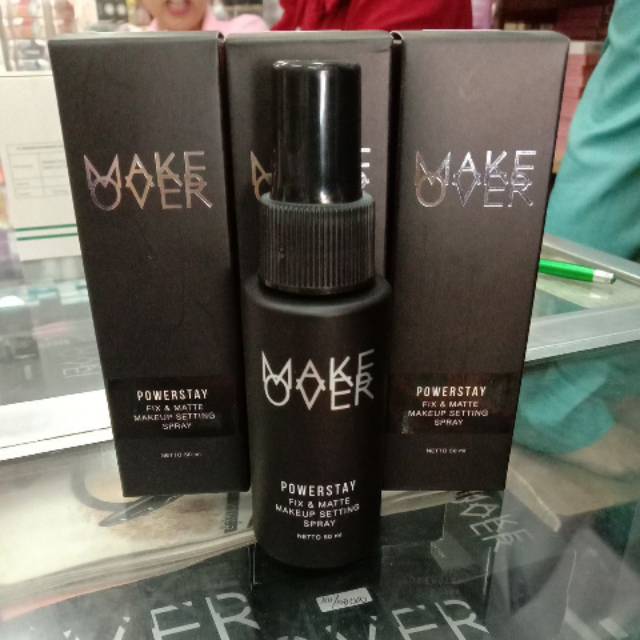 MAKE
OVER
POWERSTAY
FIX & MATTE
MAKEUP SETTING
SPRAY
NETTO 50 ml
MAKE
OVER
POWERSTAY
FIX & MATTE
MAKEUP SETTING
SPRAY
NETTO 50 ml
MAKE
OVER
POWERSTAY
FIX & MATTE
MAKEUP SETTING
SPRAY
NETTO 50 ml
OVER